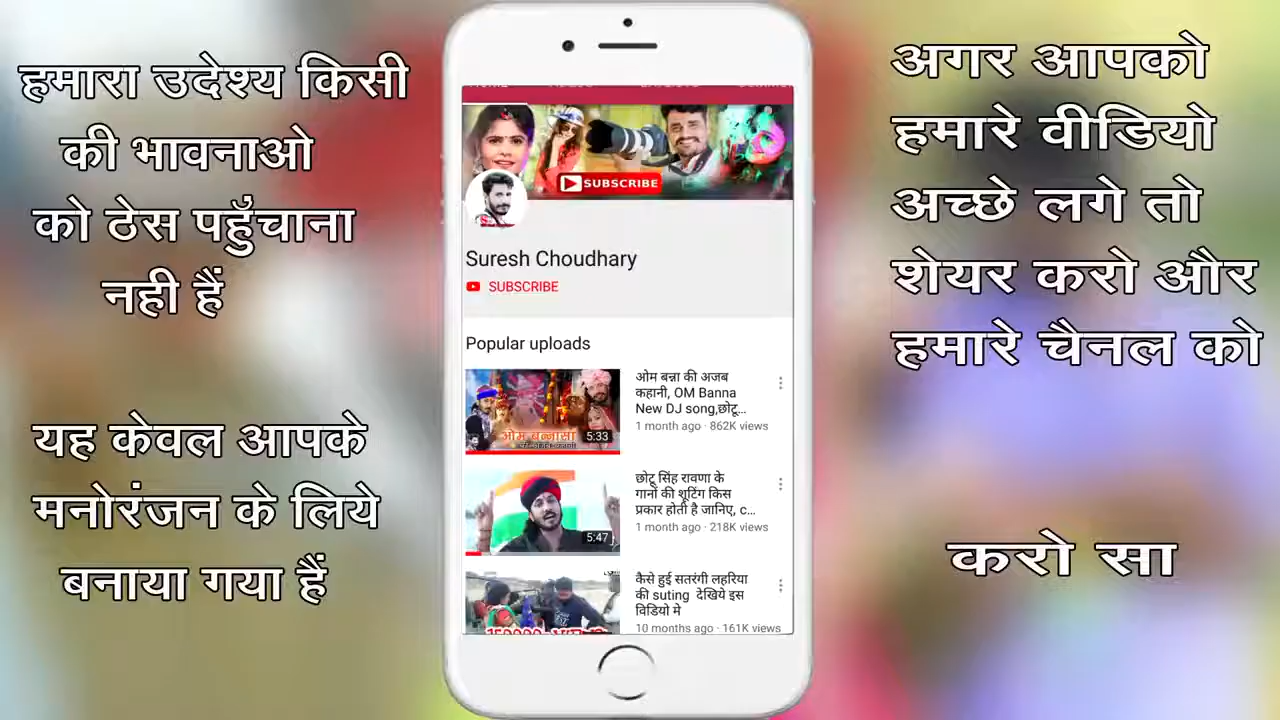 हमारा उदेश्य किसी
की भावनाओ
को ठेस पहुँचाना
नही हैं
यह केवल आपके
मनोरंजन के लिये
बनाया गया हैं
SUBSCRIBE
Suresh Choudhary
SUBSCRIBE
Popular uploads
ओम बन्नासा
5:33
ओम बन्ना की अजब
कहानी, OM Banna
New DJ song,छोटू...
1 month ago · 862K views
5:47
छोटू सिंह रावणा के
गानों की शूटिंग किस
प्रकार होती है जानिए, c...
1 month ago · 218K views
कैसे हुई सतरंगी लहरिया
की suting देखिये इस
विडियो मे
10 months ago · 161K views
अगर आपको
हमारे वीडियो
अच्छे लगे तो
शेयर करो और
हमारे चैनल को
करो सा